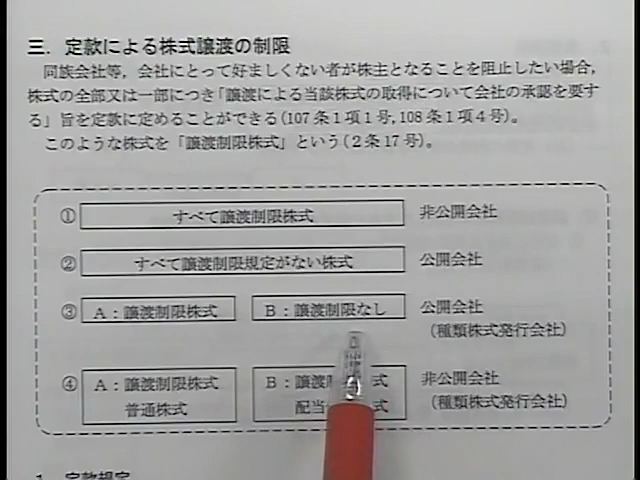 三．定款による株式譲渡の制限
同族会社等，会社にとって好ましくない者が株主となることを阻止したい場合，
株式の全部又は一部につき「譲渡による当該株式の取得について会社の承認を要す
る」旨を定款に定めることができる(107条1項1号,108条1項4号)。
このような株式を「譲渡制限株式」という(2条17号)。
① すべて譲渡制限株式 非公開会社
② すべて譲渡制限規定がない株式 公開会社
③ A：譲渡制限株式 B：譲渡制限なし 公開会社
(種類株式発行会社)
④ A：譲渡制限株式 B：譲渡 式 非公開会社
普通株式 配当 式 (種類株式発行会社)
1．定款規定